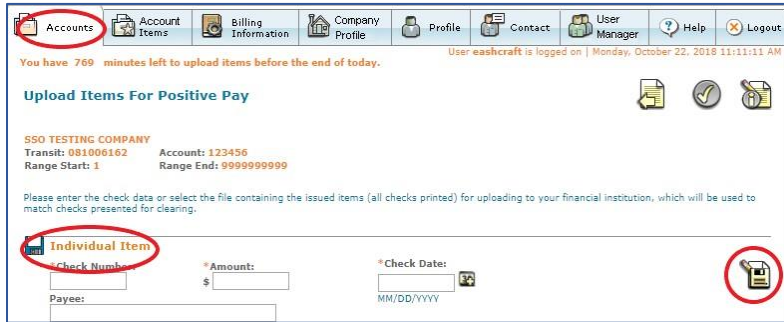 Accounts
Account Items
Billing Information
Company Profile
Profile
Contact
User Manager
Help
Logout
User eashcraft is logged on | Monday, October 22, 2018 11:11:11 AM
You have 769 minutes left to upload items before the end of today.
Upload Items For Positive Pay
SSO TESTING COMPANY
Transit: 081006162 Account: 123456
Range Start: 1 Range End: 9999999999
Please enter the check data or select the file containing the issued items (all checks printed) for uploading to your financial institution, which will be used to
match checks presented for clearing.
Individual Item
*Check Number: *Amount: *Check Date:
$
Payee: MM/DD/YYYY